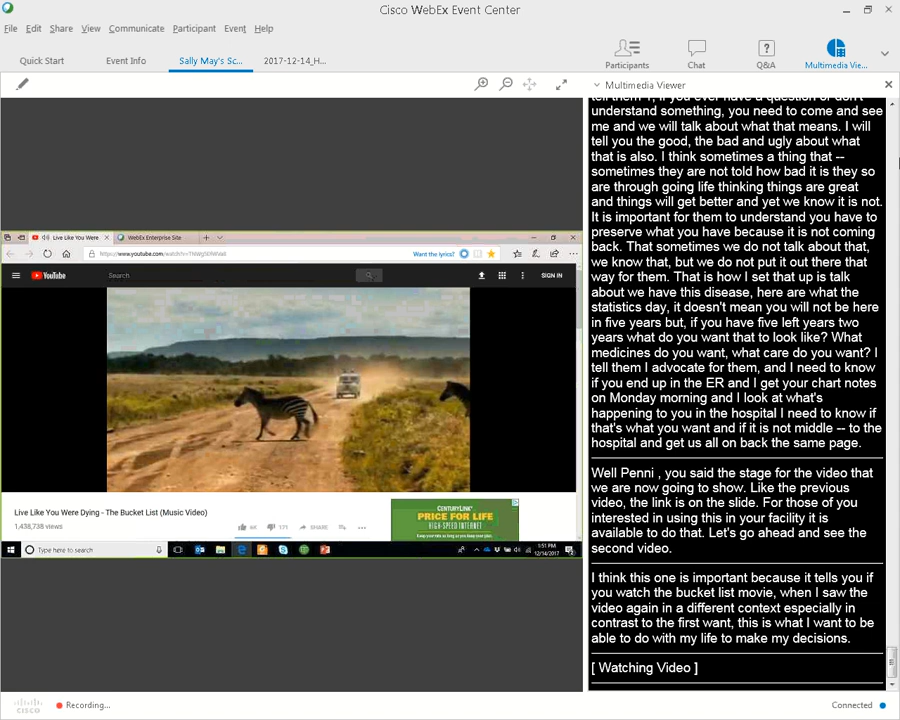 Cisco WebEx Event Center
File Edit Share View Communicate Participant Event Help
Quick Start Event Info Sally May's Sc... 2017-12-14_H...
Participants Chat Q&A Multimedia Vie...
Multimedia Viewer
Live Like You Were WebEx Enterprise Site
Want the lyrics?
YouTube Search SIGN IN
Live Like You Were Dying - The Bucket List (Music Video)
1,438,738 views
6K 171 SHARE
CENTURYLINK
PRICE FOR LIFE
HIGH-SPEED INTERNET
Type here to search
1:51 PM
12/14/2017
understand something, you need to come and see
me and we will talk about what that means. I will
tell you the good, the bad and ugly about what
that is also. I think sometimes a thing that --
sometimes they are not told how bad it is they so
are through going life thinking things are great
and things will get better and yet we know it is not.
It is important for them to understand you have to
preserve what you have because it is not coming
back. That sometimes we do not talk about that,
we know that, but we do not put it out there that
way for them. That is how I set that up is talk
about we have this disease, here are what the
statistics day, it doesn't mean you will not be here
in five years but, if you have five left years two
years what do you want that to look like? What
medicines do you want, what care do you want? I
tell them I advocate for them, and I need to know
if you end up in the ER and I get your chart notes
on Monday morning and I look at what's
happening to you in the hospital I need to know if
that's what you want and if it is not middle -- to the
hospital and get us all on back the same page.
Well Penni , you said the stage for the video that
we are now going to show. Like the previous
video, the link is on the slide. For those of you
interested in using this in your facility it is
available to do that. Let's go ahead and see the
second video.
I think this one is important because it tells you if
you watch the bucket list movie, when I saw the
video again in a different context especially in
contrast to the first want, this is what I want to be
able to do with my life to make my decisions.
[ Watching Video ]
cisco Recording... Connected